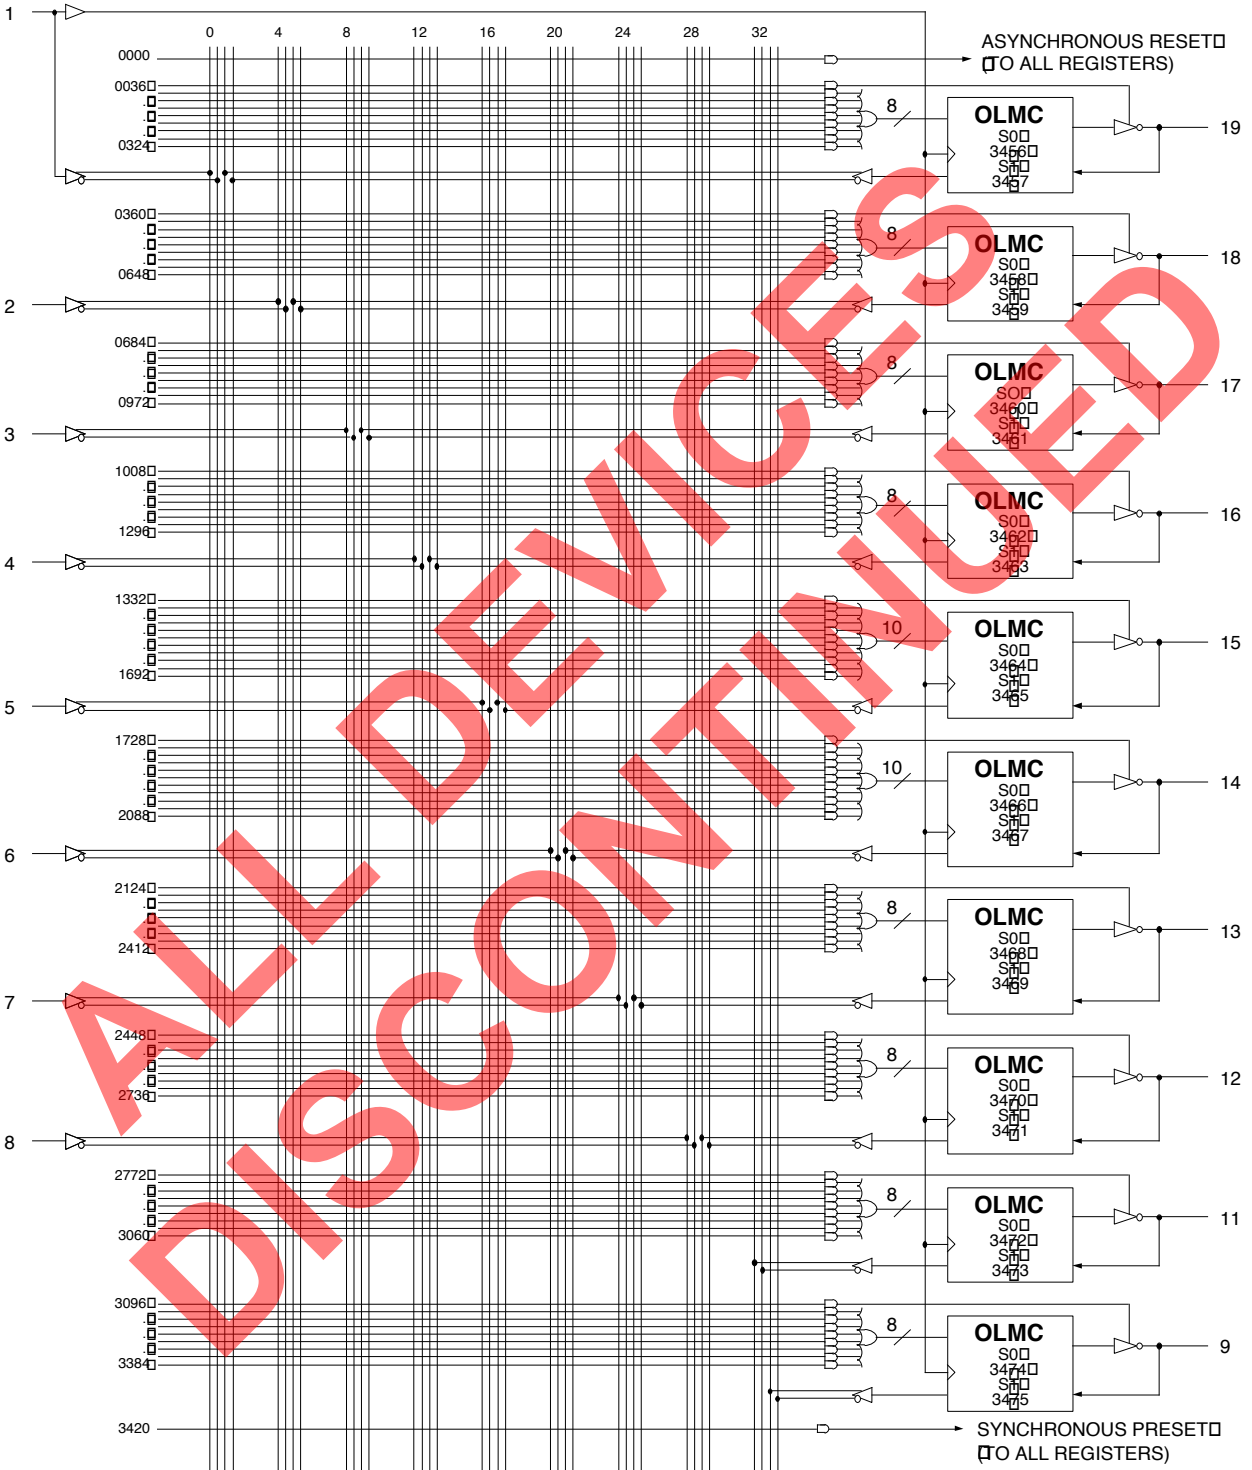 1
0 4 8 12 16 20 24 28 32
0000
ASYNCHRONOUS RESET
(TO ALL REGISTERS)
0036
.
.
.
0324
8
OLMC
S0
3456
S1
3457
19
0360
.
.
.
0648
8
OLMC
S0
3458
S1
3459
18
2
0684
.
.
.
0972
8
OLMC
SO
3460
S1
3461
17
3
1008
.
.
.
1296
8
OLMC
S0
3462
S1
3463
16
4
1332
.
.
.
.
1692
10
OLMC
S0
3464
S1
3465
15
5
1728
.
.
.
.
2088
10
OLMC
S0
3466
S1
3467
14
6
2124
.
.
.
2412
8
OLMC
S0
3468
S1
3469
13
7
2448
.
.
.
2736
8
OLMC
S0
3470
S1
3471
12
8
2772
.
.
.
3060
8
OLMC
S0
3472
S1
3473
11
3096
.
.
.
3384
8
OLMC
S0
3474
S1
3475
9
3420
SYNCHRONOUS PRESET
(TO ALL REGISTERS)
ALL DEVICES
DISCONTINUED